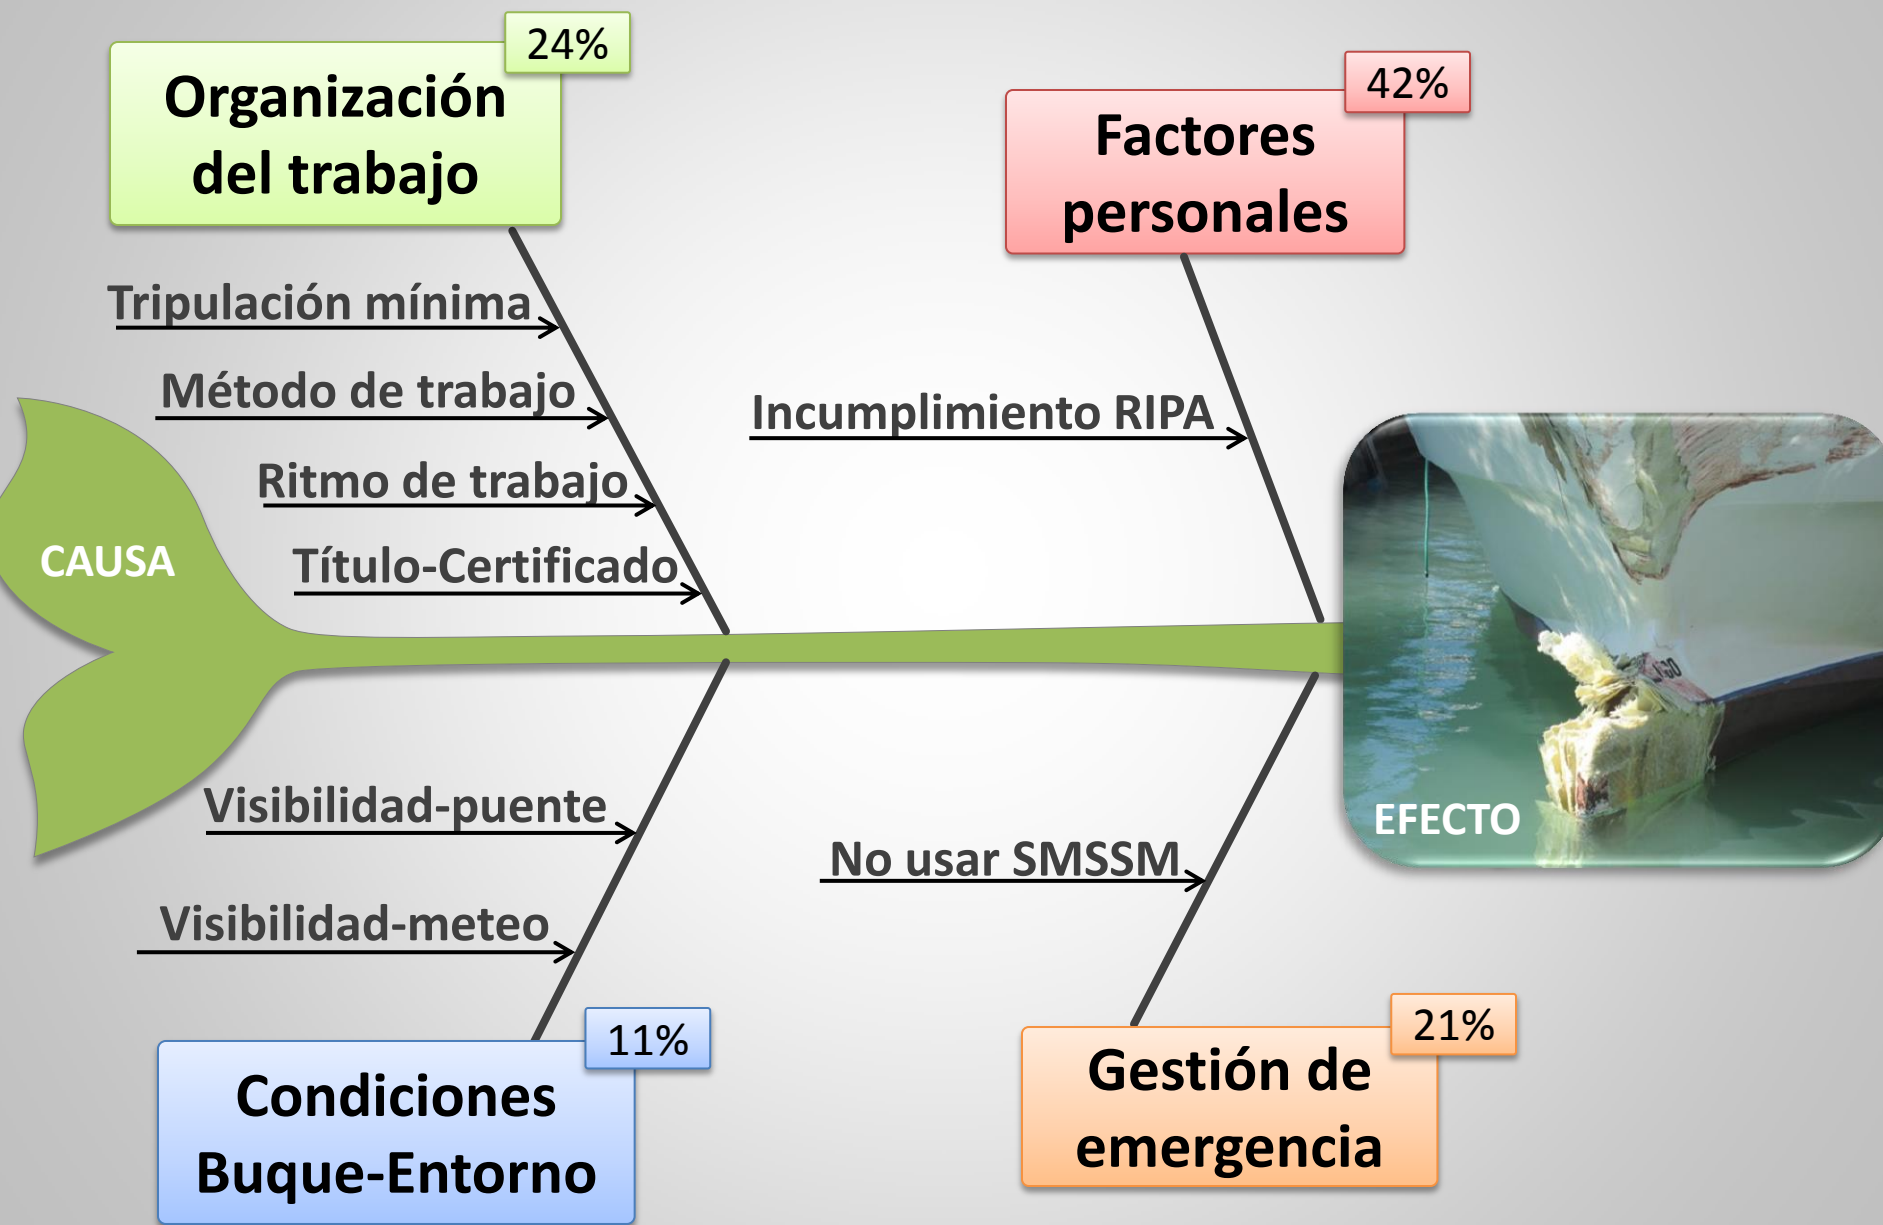 24%
Organización
del trabajo
42%
Factores
personales
Tripulación mínima
Método de trabajo
Incumplimiento RIPA
Ritmo de trabajo
CAUSA
Título-Certificado
Visibilidad-puente
EFECTO
No usar SMSSM
Visibilidad-meteo
11%
Condiciones
Buque-Entorno
21%
Gestión de
emergencia